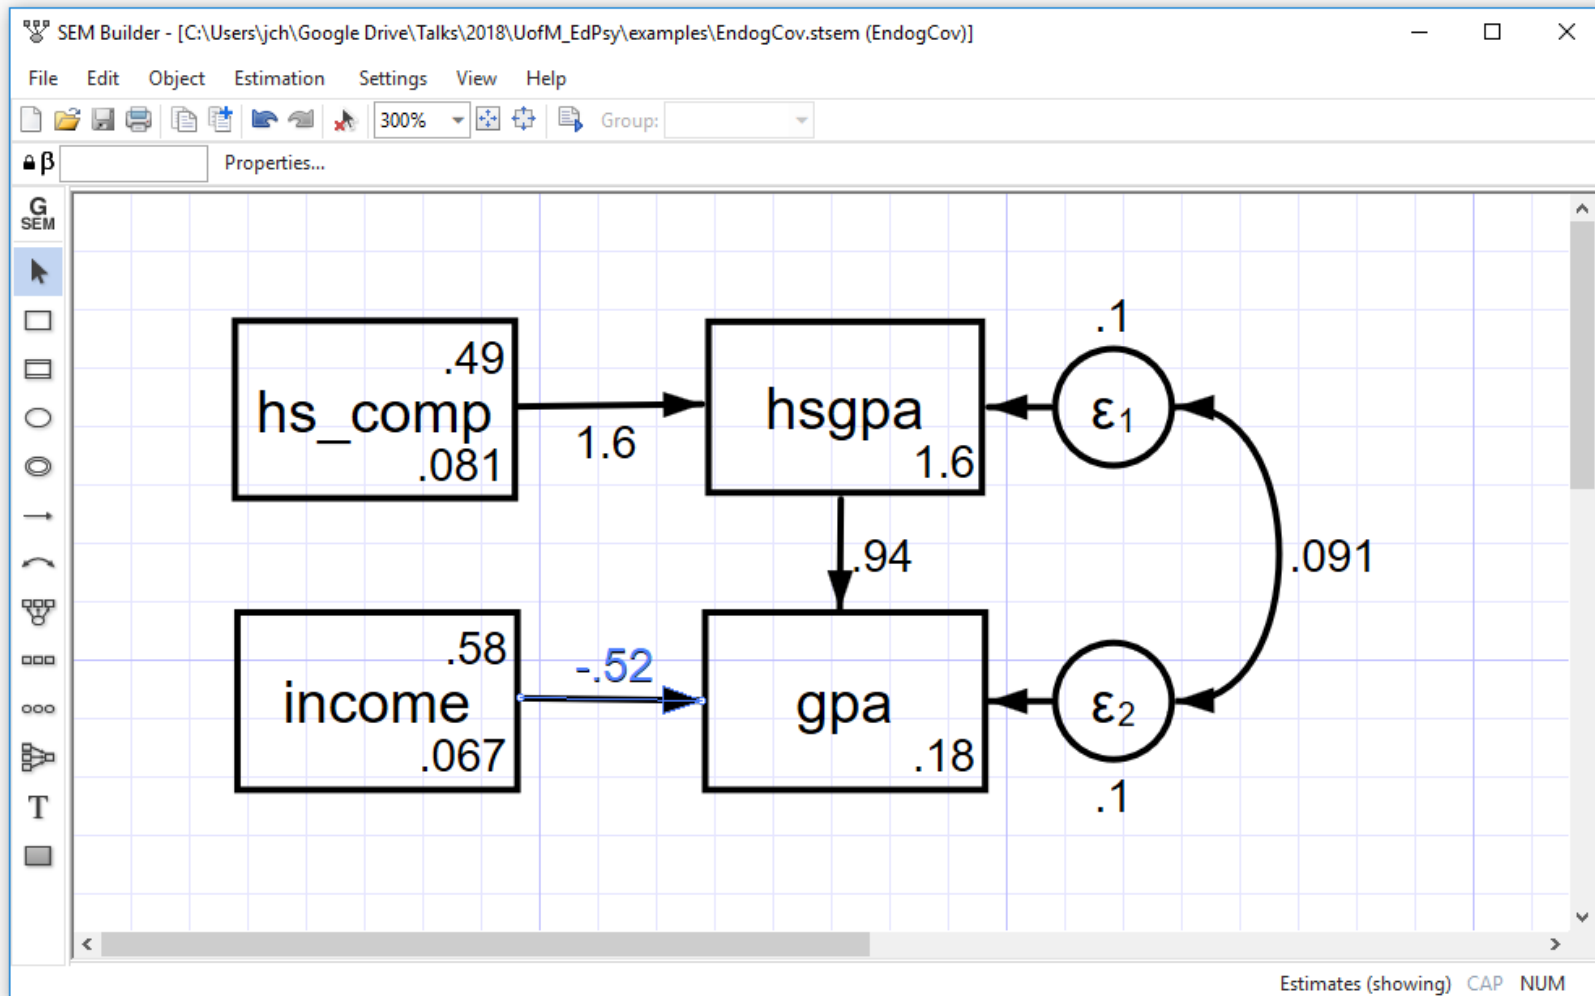 SEM Builder - [C:\Users\jch\Google Drive\Talks\2018\UofM_EdPsy\examples\EndogCov.stsem (EndogCov)]
File Edit Object Estimation Settings View Help
300% Group:
β Properties...
G
SEM
T
.49
hs_comp
.081
1.6
hsgpa
1.6
.1
ε1
.94
.091
.58
income
.067
-.52
gpa
.18
ε2
.1
Estimates (showing) CAP NUM